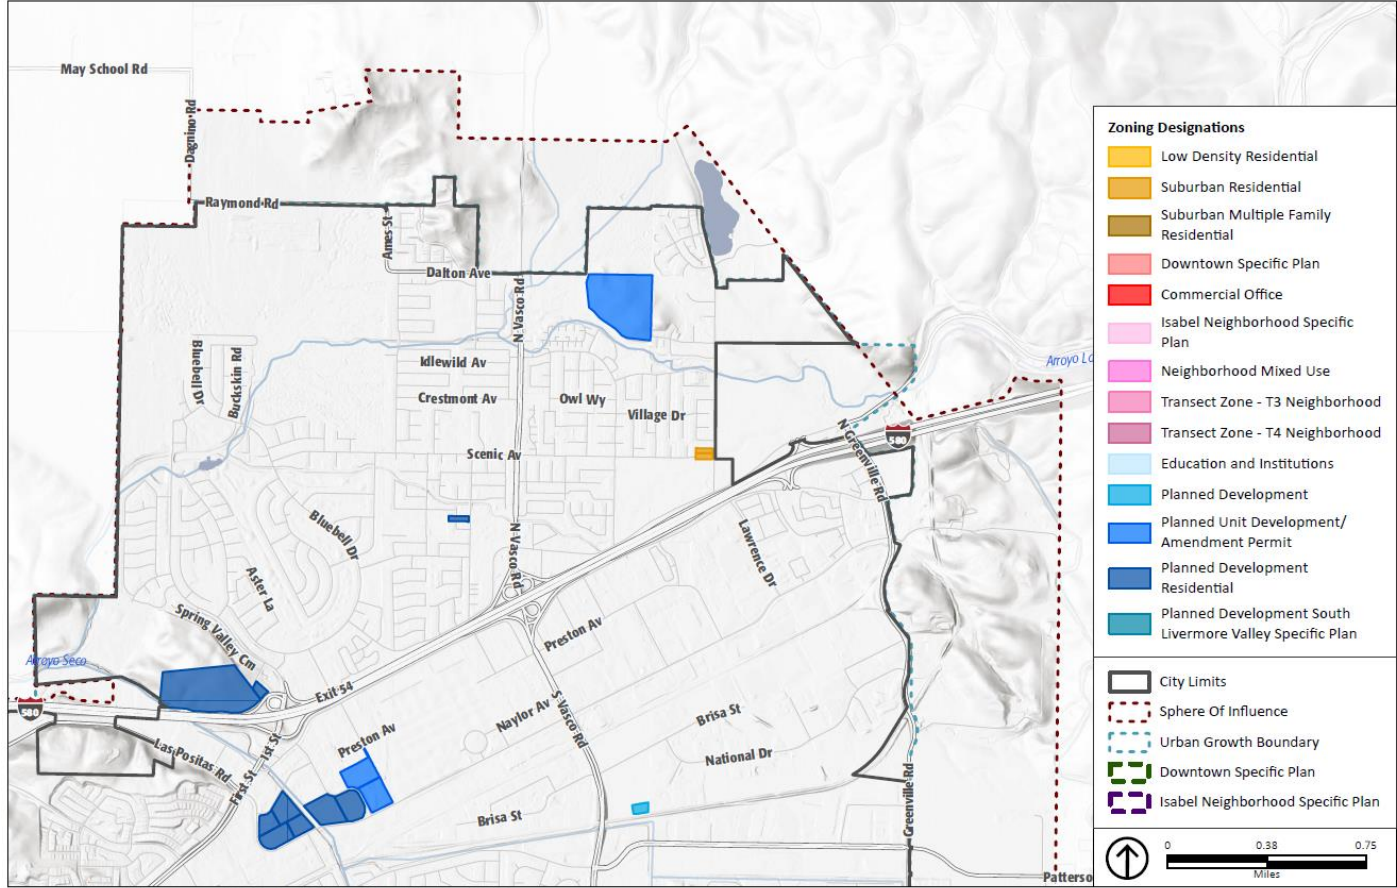 May School Rd
Dagnino Rd
Raymond Rd
Ames St
Dalton Ave
N Vasco Rd
Bluebell Dr
Buckskin Rd
Idlewild Av
Crestmont Av
Owl Wy
Village Dr
Scenic Av
Arroyo Lo
N Greenville Rd
580
Bluebell Dr
N Vasco Rd
Lawrence Dr
Aster La
Spring Valley Cm
Preston Av
Arroyo Seco
580
Exit 54
Las Positas Rd
1st St
First St
Preston Av
Naylor Av
S Vasco Rd
Brisa St
National Dr
Brisa St
Greenville Rd
Patterso
Zoning Designations
Low Density Residential
Suburban Residential
Suburban Multiple Family
Residential
Downtown Specific Plan
Commercial Office
Isabel Neighborhood Specific
Plan
Neighborhood Mixed Use
Transect Zone - T3 Neighborhood
Transect Zone - T4 Neighborhood
Education and Institutions
Planned Development
Planned Unit Development/
Amendment Permit
Planned Development
Residential
Planned Development South
Livermore Valley Specific Plan
City Limits
Sphere Of Influence
Urban Growth Boundary
Downtown Specific Plan
Isabel Neighborhood Specific Plan
0 0.38 0.75
Miles